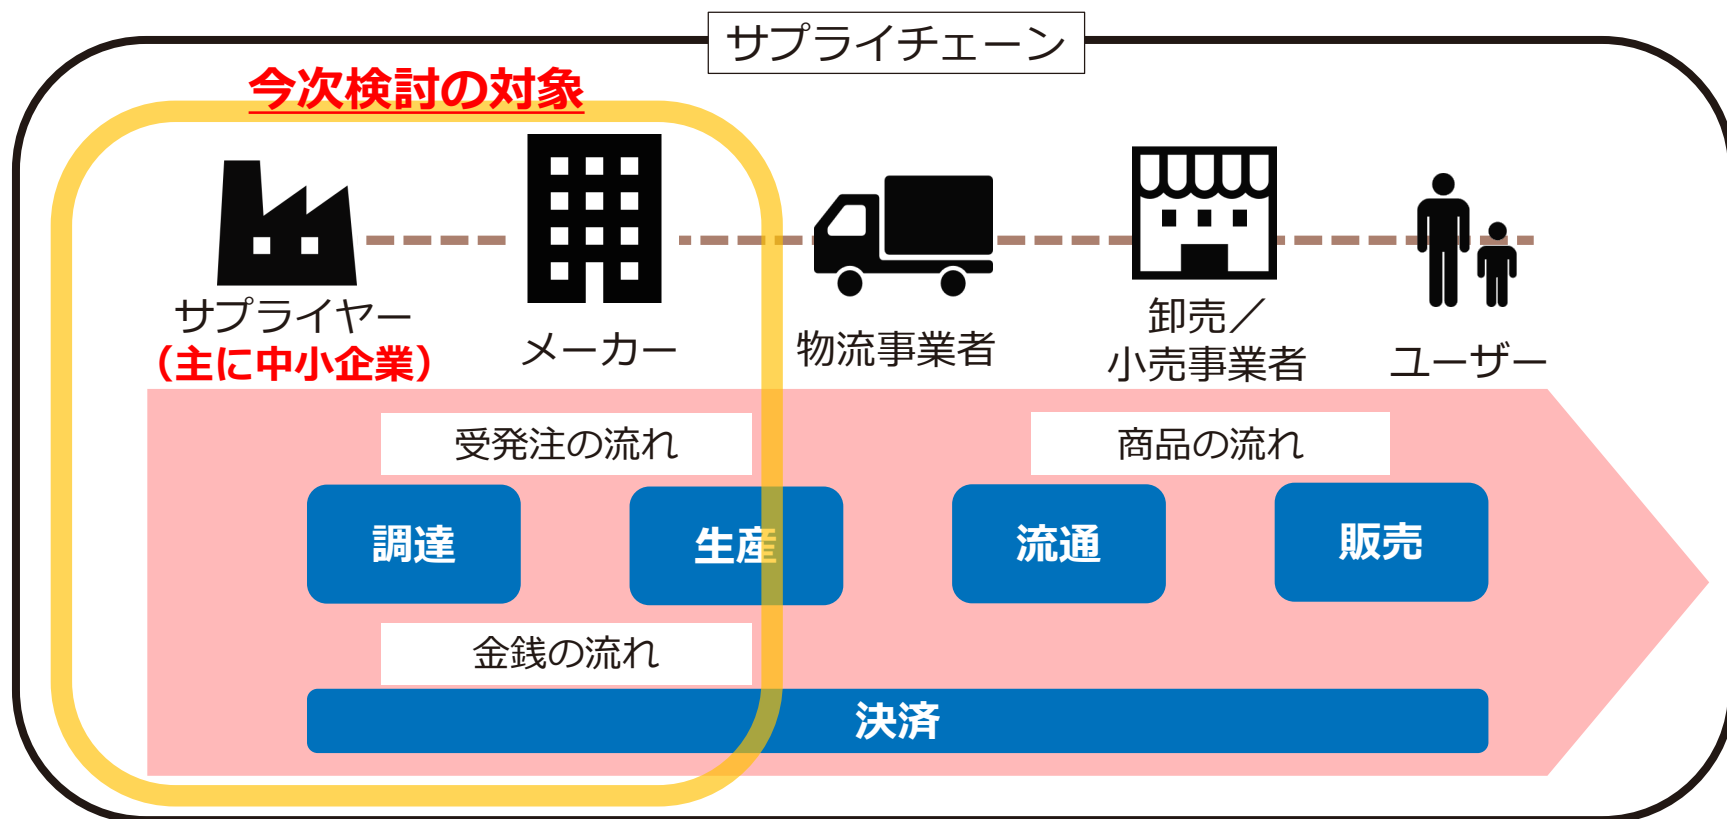 サプライチェーン
今次検討の対象
サプライヤー
（主に中小企業）
メーカー
物流事業者
卸売／
小売事業者
ユーザー
受発注の流れ
商品の流れ
調達
生産
流通
販売
金銭の流れ
決済